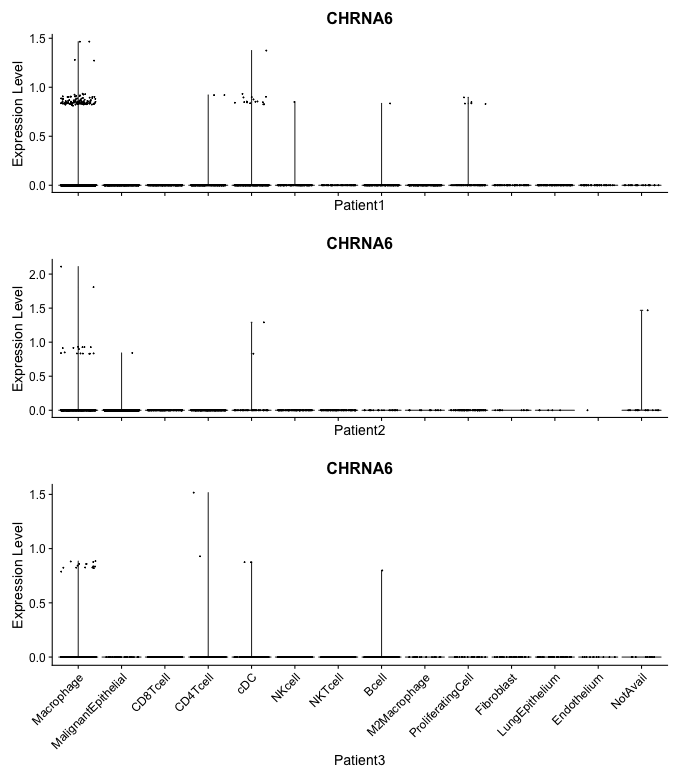 CHRNA6
Expression Level
1.5
1.0
0.5
0.0
Patient1
CHRNA6
Expression Level
2.0
1.5
1.0
0.5
0.0
Patient2
CHRNA6
Expression Level
1.5
1.0
0.5
0.0
Macrophage
MalignantEpithelial
CD8Tcell
CD4Tcell
cDC
NKcell
NKTcell
Bcell
M2Macrophage
ProliferatingCell
Fibroblast
LungEpithelium
Endothelium
NotAvail
Patient3